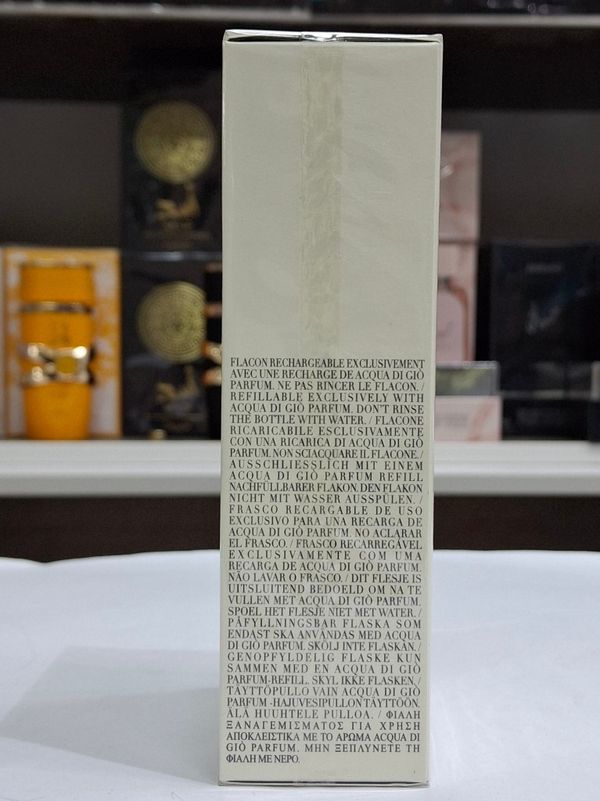 FLACON RECHARGEABLE EXCLUSIVEMENT
AVEC UNE RECHARGE DE ACQUA DI GIÒ
PARFUM. NE PAS RINCER LE FLACON. /
REFILLABLE EXCLUSIVELY WITH
ACQUA DI GIÒ PARFUM. DON'T RINSE
THE BOTTLE WITH WATER. / FLACONE
RICARICABILE ESCLUSIVAMENTE
CON UNA RICARICA DI ACQUA DI GIÒ
PARFUM. NON SCIACQUARE IL FLACONE. /
AUSSCHLIESSLICH MIT EINEM
ACQUA DI GIÒ PARFUM REFILL
NACHFÜLLBARER FLAKON. DEN FLAKON
NICHT MIT WASSER AUSSPÜLEN. /
FRASCO RECARGABLE DE USO
EXCLUSIVO PARA UNA RECARGA DE
ACQUA DI GIÒ PARFUM. NO ACLARAR
EL FRASCO. / FRASCO RECARREGÁVEL
EXCLUSIVAMENTE COM UMA
RECARGA DE ACQUA DI GIÒ PARFUM.
NÃO LAVAR O FRASCO. / DIT FLESJE IS
UITSLUITEND BEDOELD OM NA TE
VULLEN MET ACQUA DI GIÒ PARFUM.
SPOEL HET FLESJE NIET MET WATER. /
PÅFYLLNINGSBAR FLASKA SOM
ENDAST SKA ANVÄNDAS MED ACQUA
DI GIÒ PARFUM. SKÖLJ INTE FLASKAN. /
GENOPFYLDELIG FLASKE KUN
SAMMEN MED EN ACQUA DI GIÒ
PARFUM-REFILL. SKYL IKKE FLASKEN. /
TÄYTTÖPULLO VAIN ACQUA DI GIÒ
PARFUM -HAJUVESIPULLON TÄYTTÖÖN.
ÄLÄ HUUHTELE PULLOA. / ΦΙΑΛΗ
ΞΑΝΑΓΕΜΙΣΜΑΤΟΣ ΓΙΑ ΧΡΗΣΗ
ΑΠΟΚΛΕΙΣΤΙΚΑ ΜΕ ΤΟ ΑΡΩΜΑ ACQUA DI
GIÒ PARFUM. ΜΗΝ ΞΕΠΛΥΝΕΤΕ ΤΗ
ΦΙΑΛΗ ΜΕ ΝΕΡΟ.